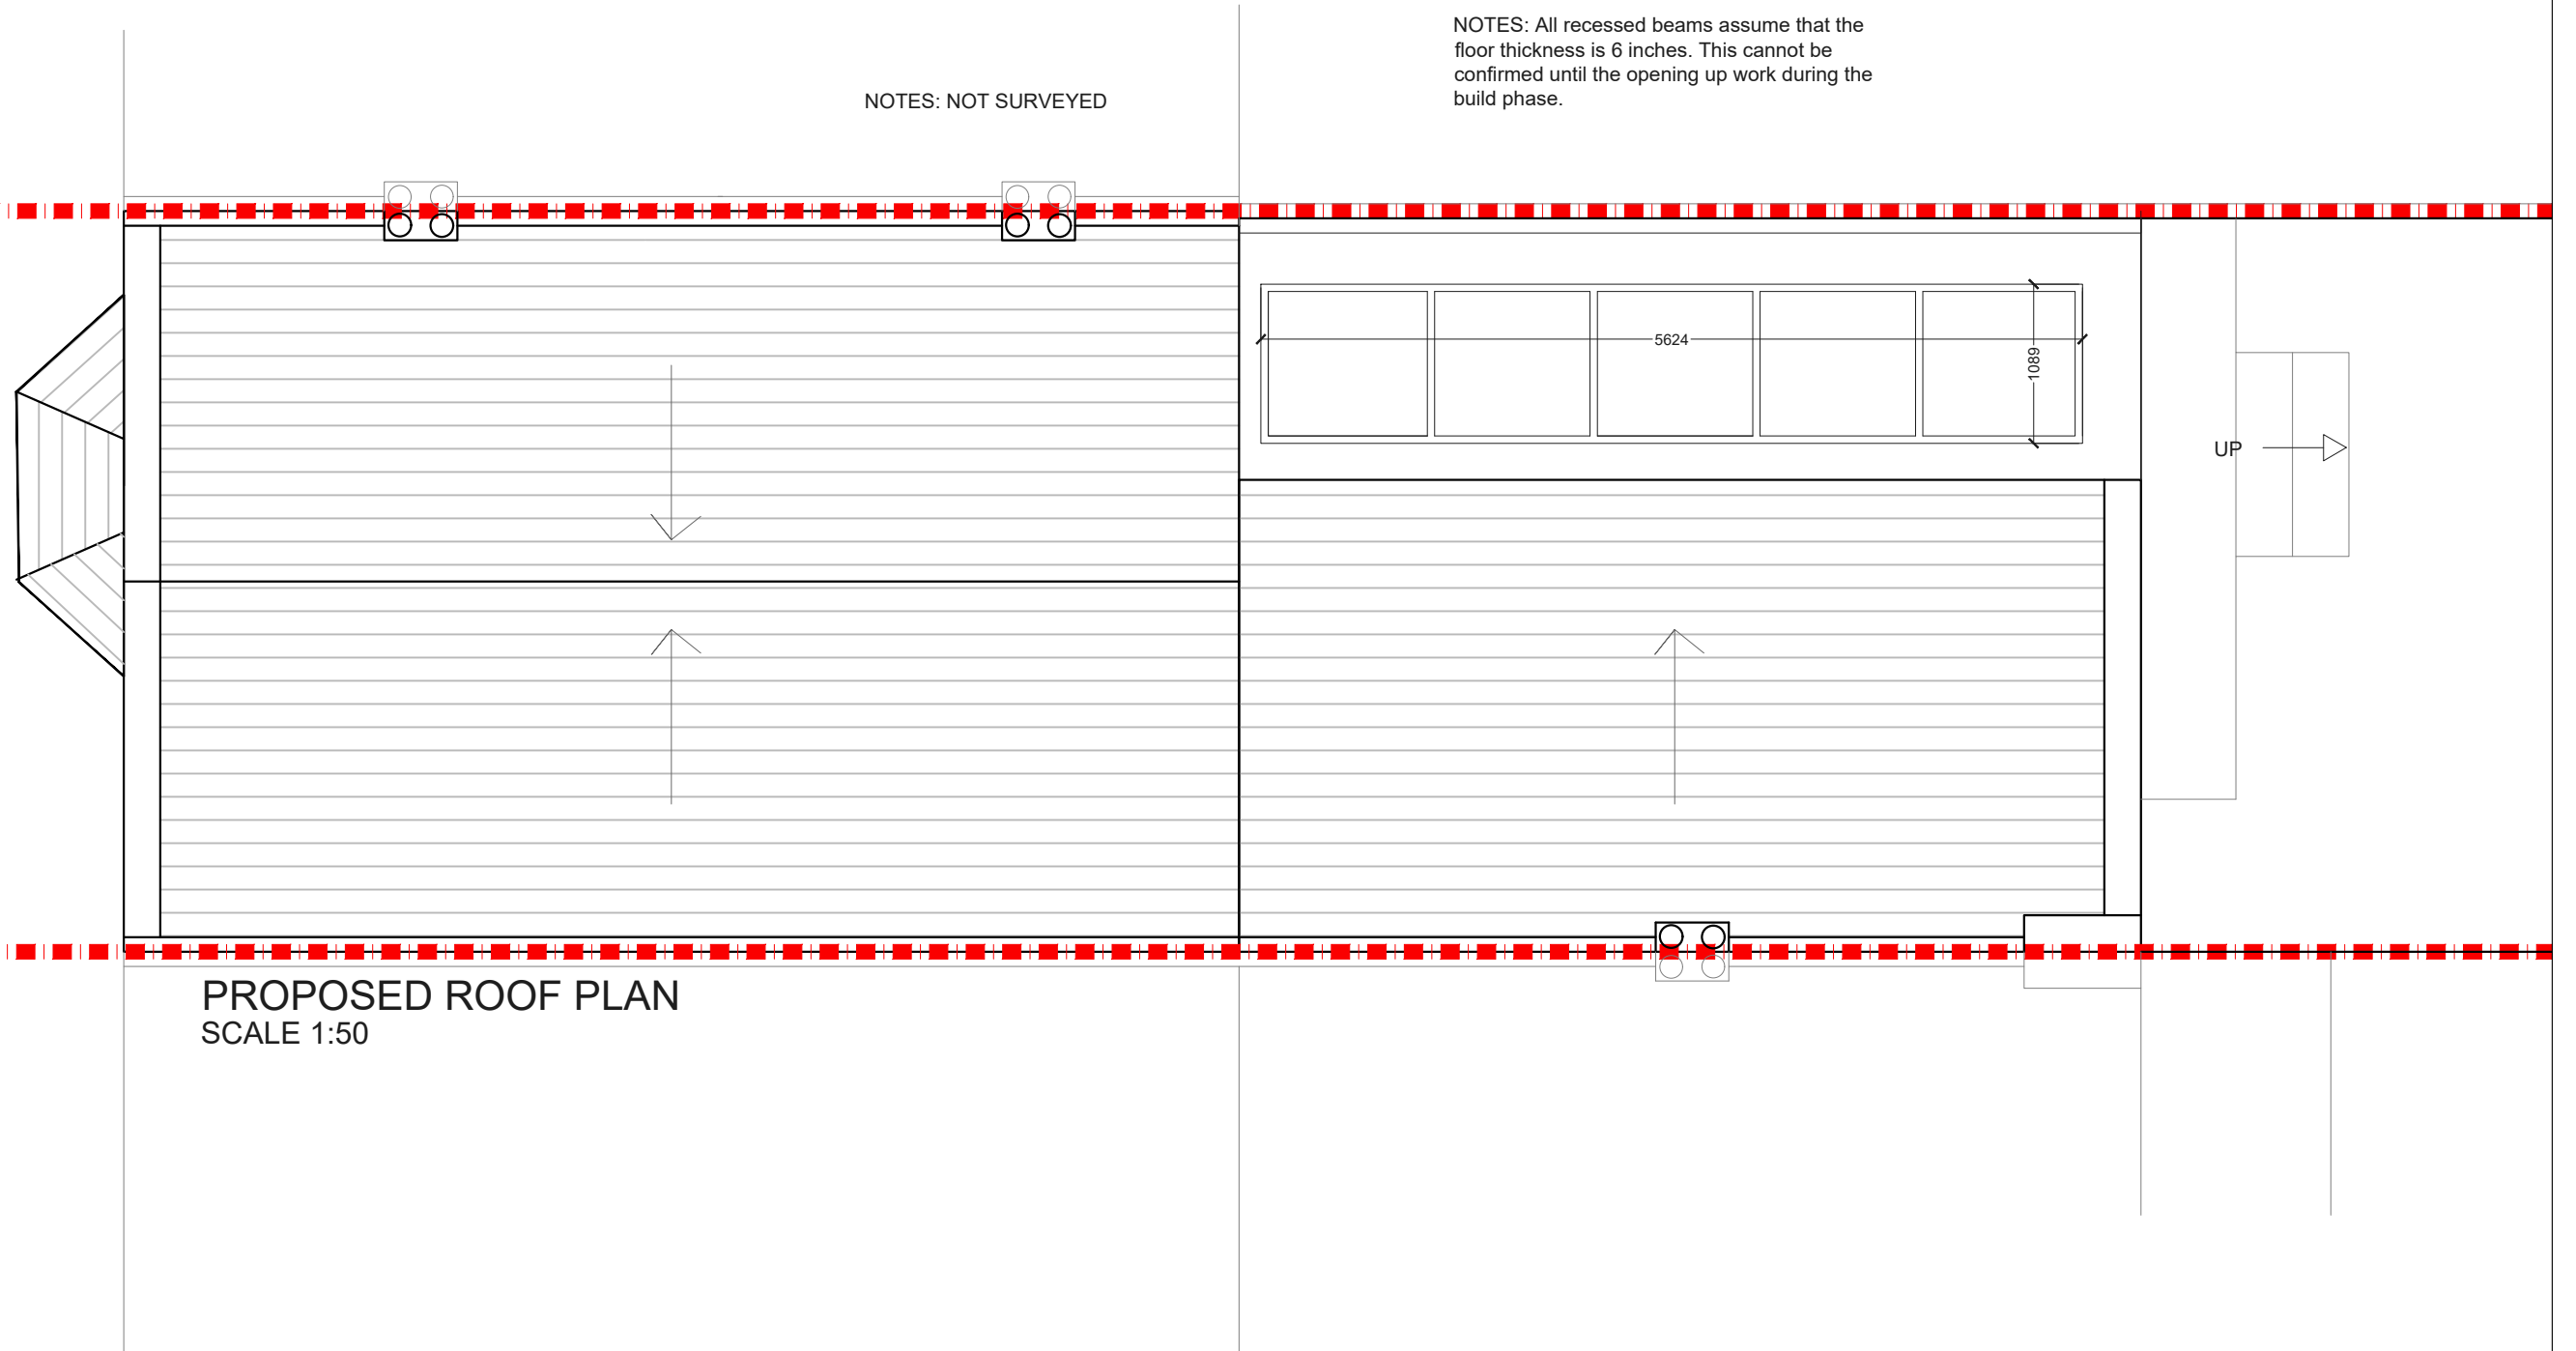 NOTES: All recessed beams assume that the
floor thickness is 6 inches. This cannot be
confirmed until the opening up work during the
build phase.
NOTES: NOT SURVEYED
5624
1089
UP
PROPOSED ROOF PLAN
SCALE 1:50